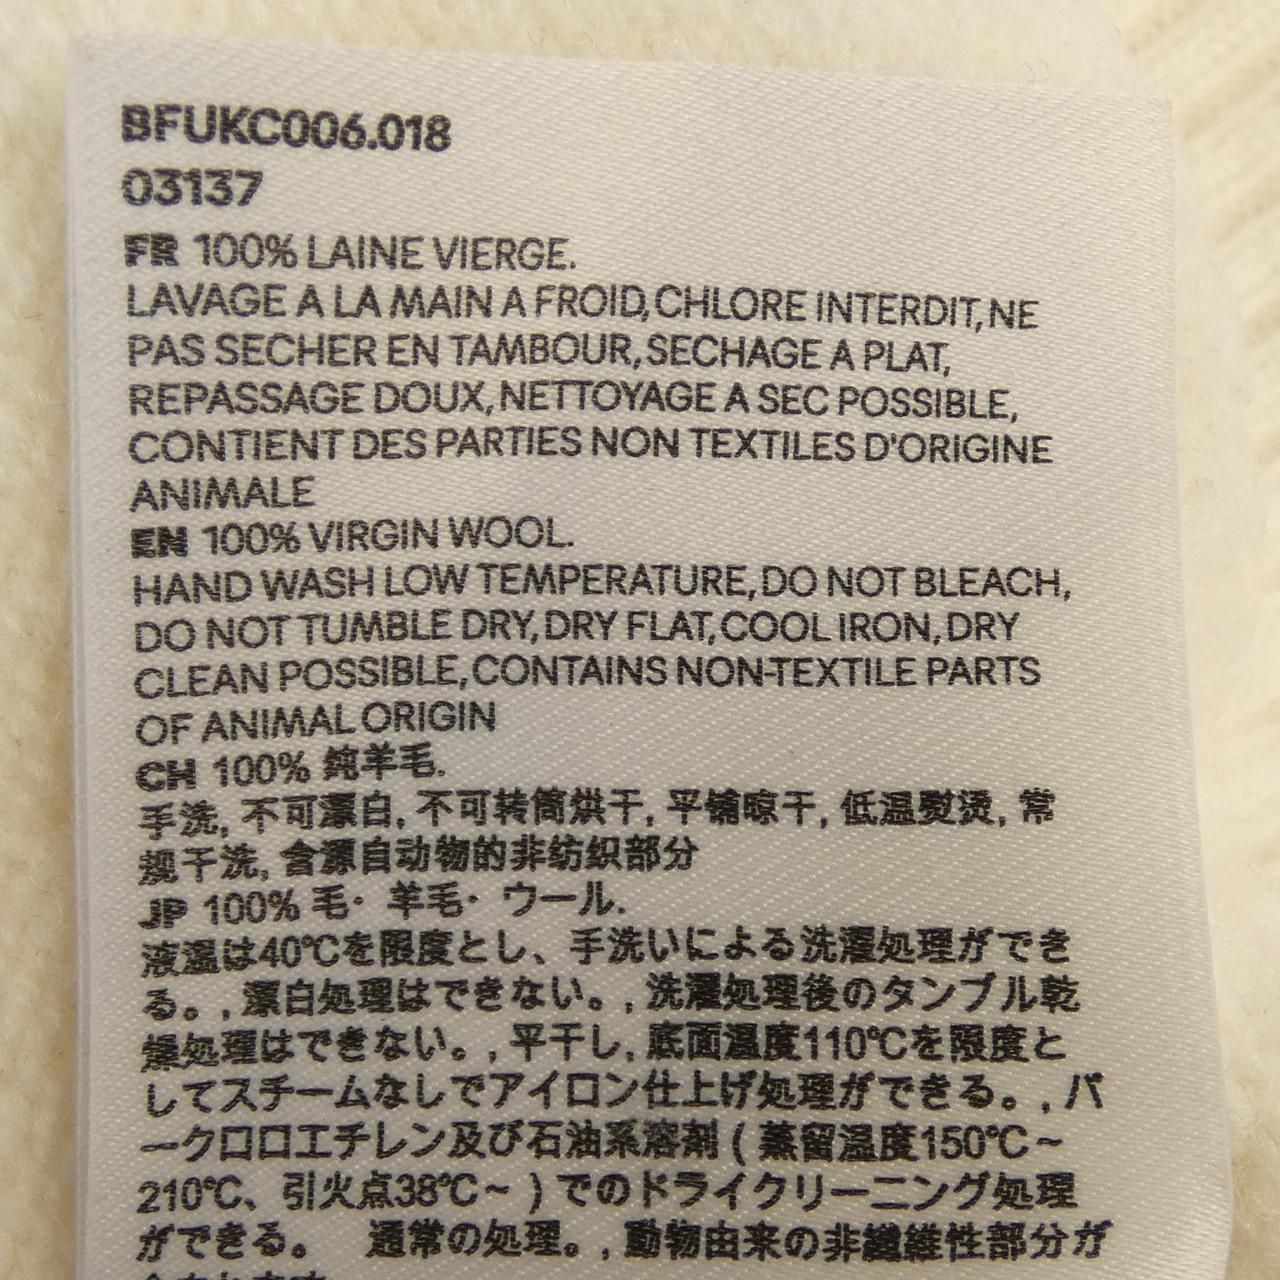 BFUKC006.018
03137
FR 100% LAINE VIERGE.
LAVAGE A LA MAIN A FROID,CHLORE INTERDIT,NE
PAS SECHER EN TAMBOUR,SECHAGE A PLAT,
REPASSAGE DOUX,NETTOYAGE A SEC POSSIBLE,
CONTIENT DES PARTIES NON TEXTILES D'ORIGINE
ANIMALE
EN 100% VIRGIN WOOL.
HAND WASH LOW TEMPERATURE,DO NOT BLEACH,
DO NOT TUMBLE DRY,DRY FLAT,COOL IRON,DRY
CLEAN POSSIBLE,CONTAINS NON-TEXTILE PARTS
OF ANIMAL ORIGIN
CH 100% 纯羊毛.
手洗, 不可漂白, 不可转筒烘干, 平铺晾干, 低温熨烫, 常
规干洗, 含源自动物的非纺织部分
JP 100% 毛・羊毛・ウール.
液温は40℃を限度とし、手洗いによる洗濯処理ができ
る。,漂白処理はできない。,洗濯処理後のタンブル乾
燥処理はできない。,平干し,底面温度110℃を限度と
してスチームなしでアイロン仕上げ処理ができる。,パ
ークロロエチレン及び石油系溶剤 ( 蒸留温度150℃~
210℃、引火点38℃~ ) でのドライクリーニング処理
ができる。　通常の処理。,動物由来の非繊維性部分が